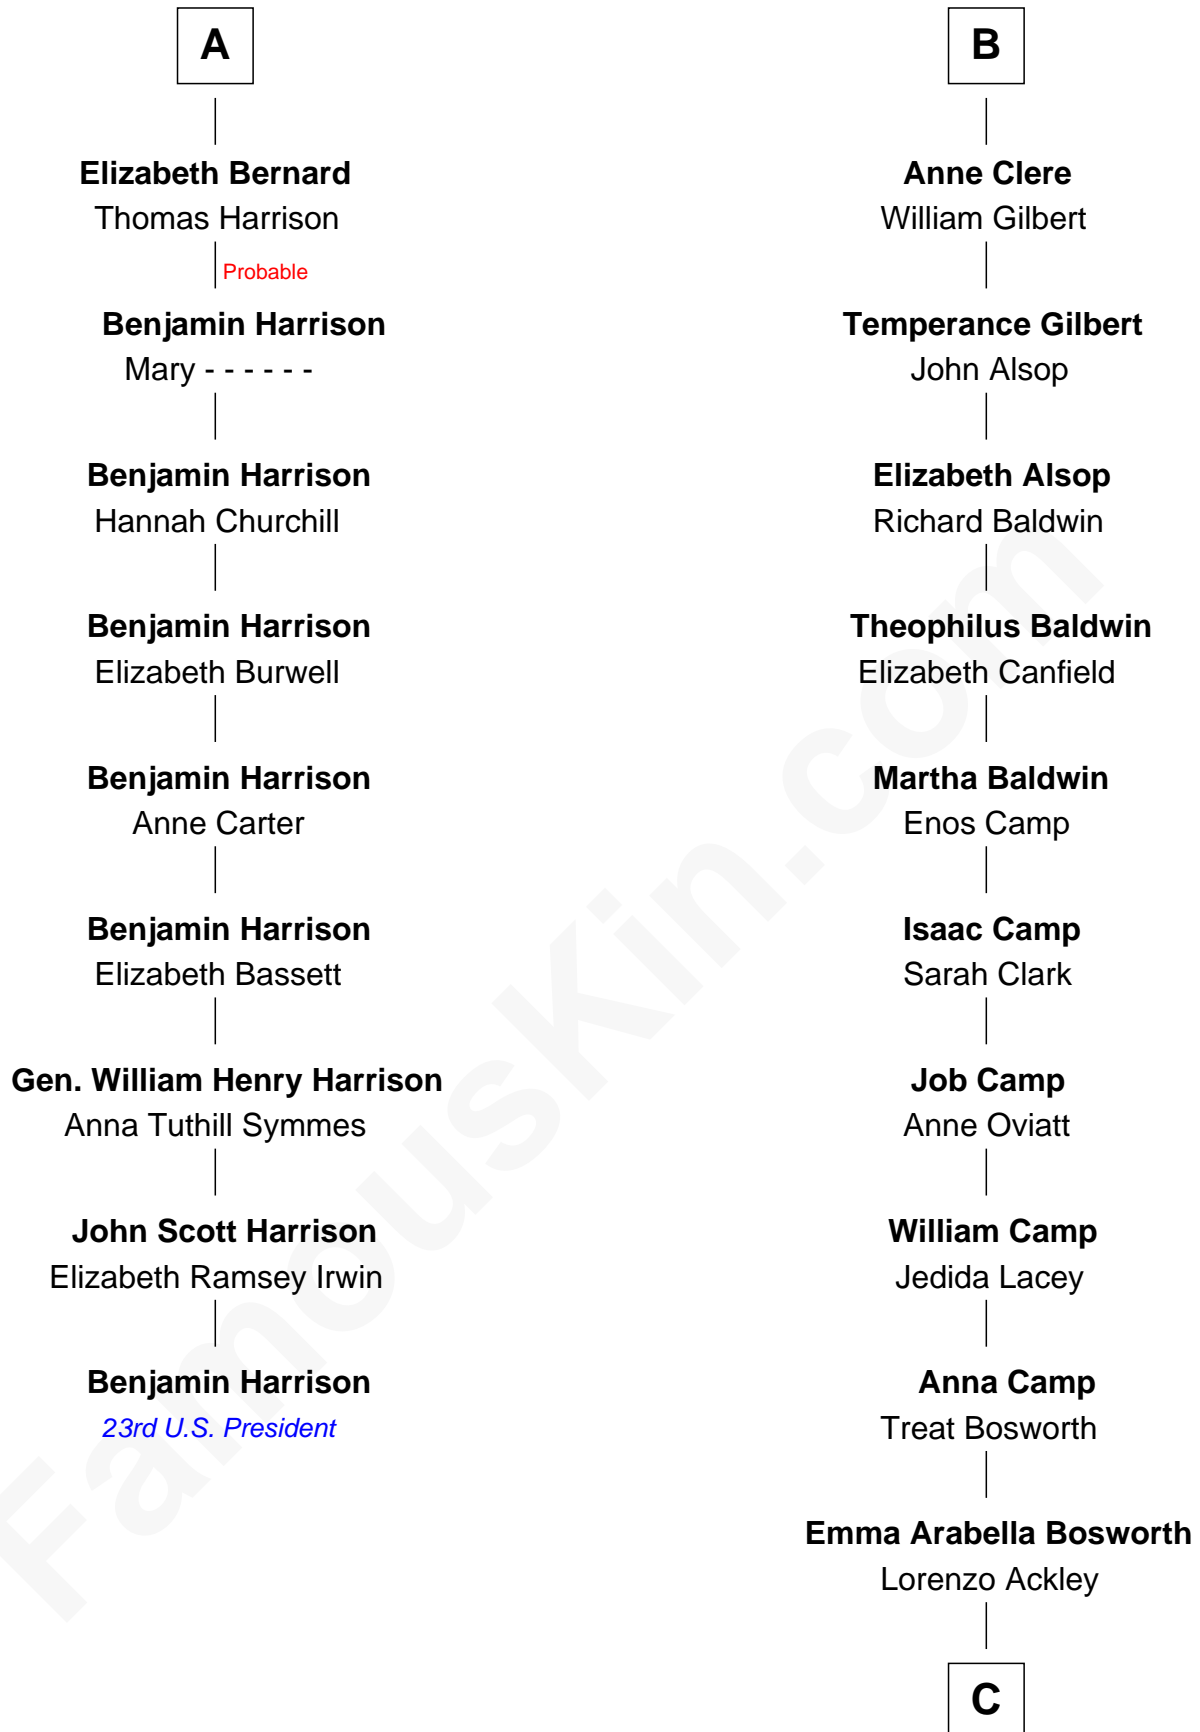 A
Elizabeth Bernard
Thomas Harrison
Probable
Benjamin Harrison
Mary - - - - - -
Benjamin Harrison
Hannah Churchill
Benjamin Harrison
Elizabeth Burwell
Benjamin Harrison
Anne Carter
Benjamin Harrison
Elizabeth Bassett
Gen. William Henry Harrison
Anna Tuthill Symmes
John Scott Harrison
Elizabeth Ramsey Irwin
Benjamin Harrison
23rd U.S. President
B
Anne Clere
William Gilbert
Temperance Gilbert
John Alsop
Elizabeth Alsop
Richard Baldwin
Theophilus Baldwin
Elizabeth Canfield
Martha Baldwin
Enos Camp
Isaac Camp
Sarah Clark
Job Camp
Anne Oviatt
William Camp
Jedida Lacey
Anna Camp
Treat Bosworth
Emma Arabella Bosworth
Lorenzo Ackley
C
FamousKin.com